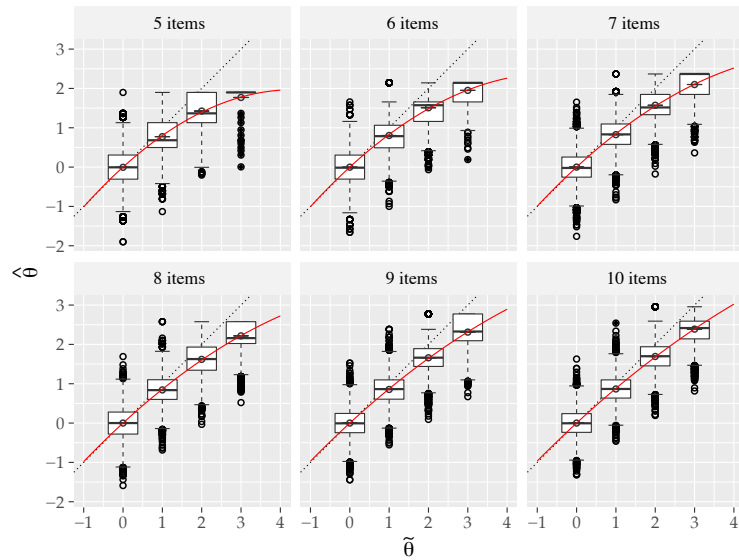 5 items
6 items
7 items
3
2
1
0
−1
−2
8 items
9 items
10 items
3
2
1
0
−1
−2
−1 0 1 2 3 4
−1 0 1 2 3 4
−1 0 1 2 3 4
θ̂
θ̃